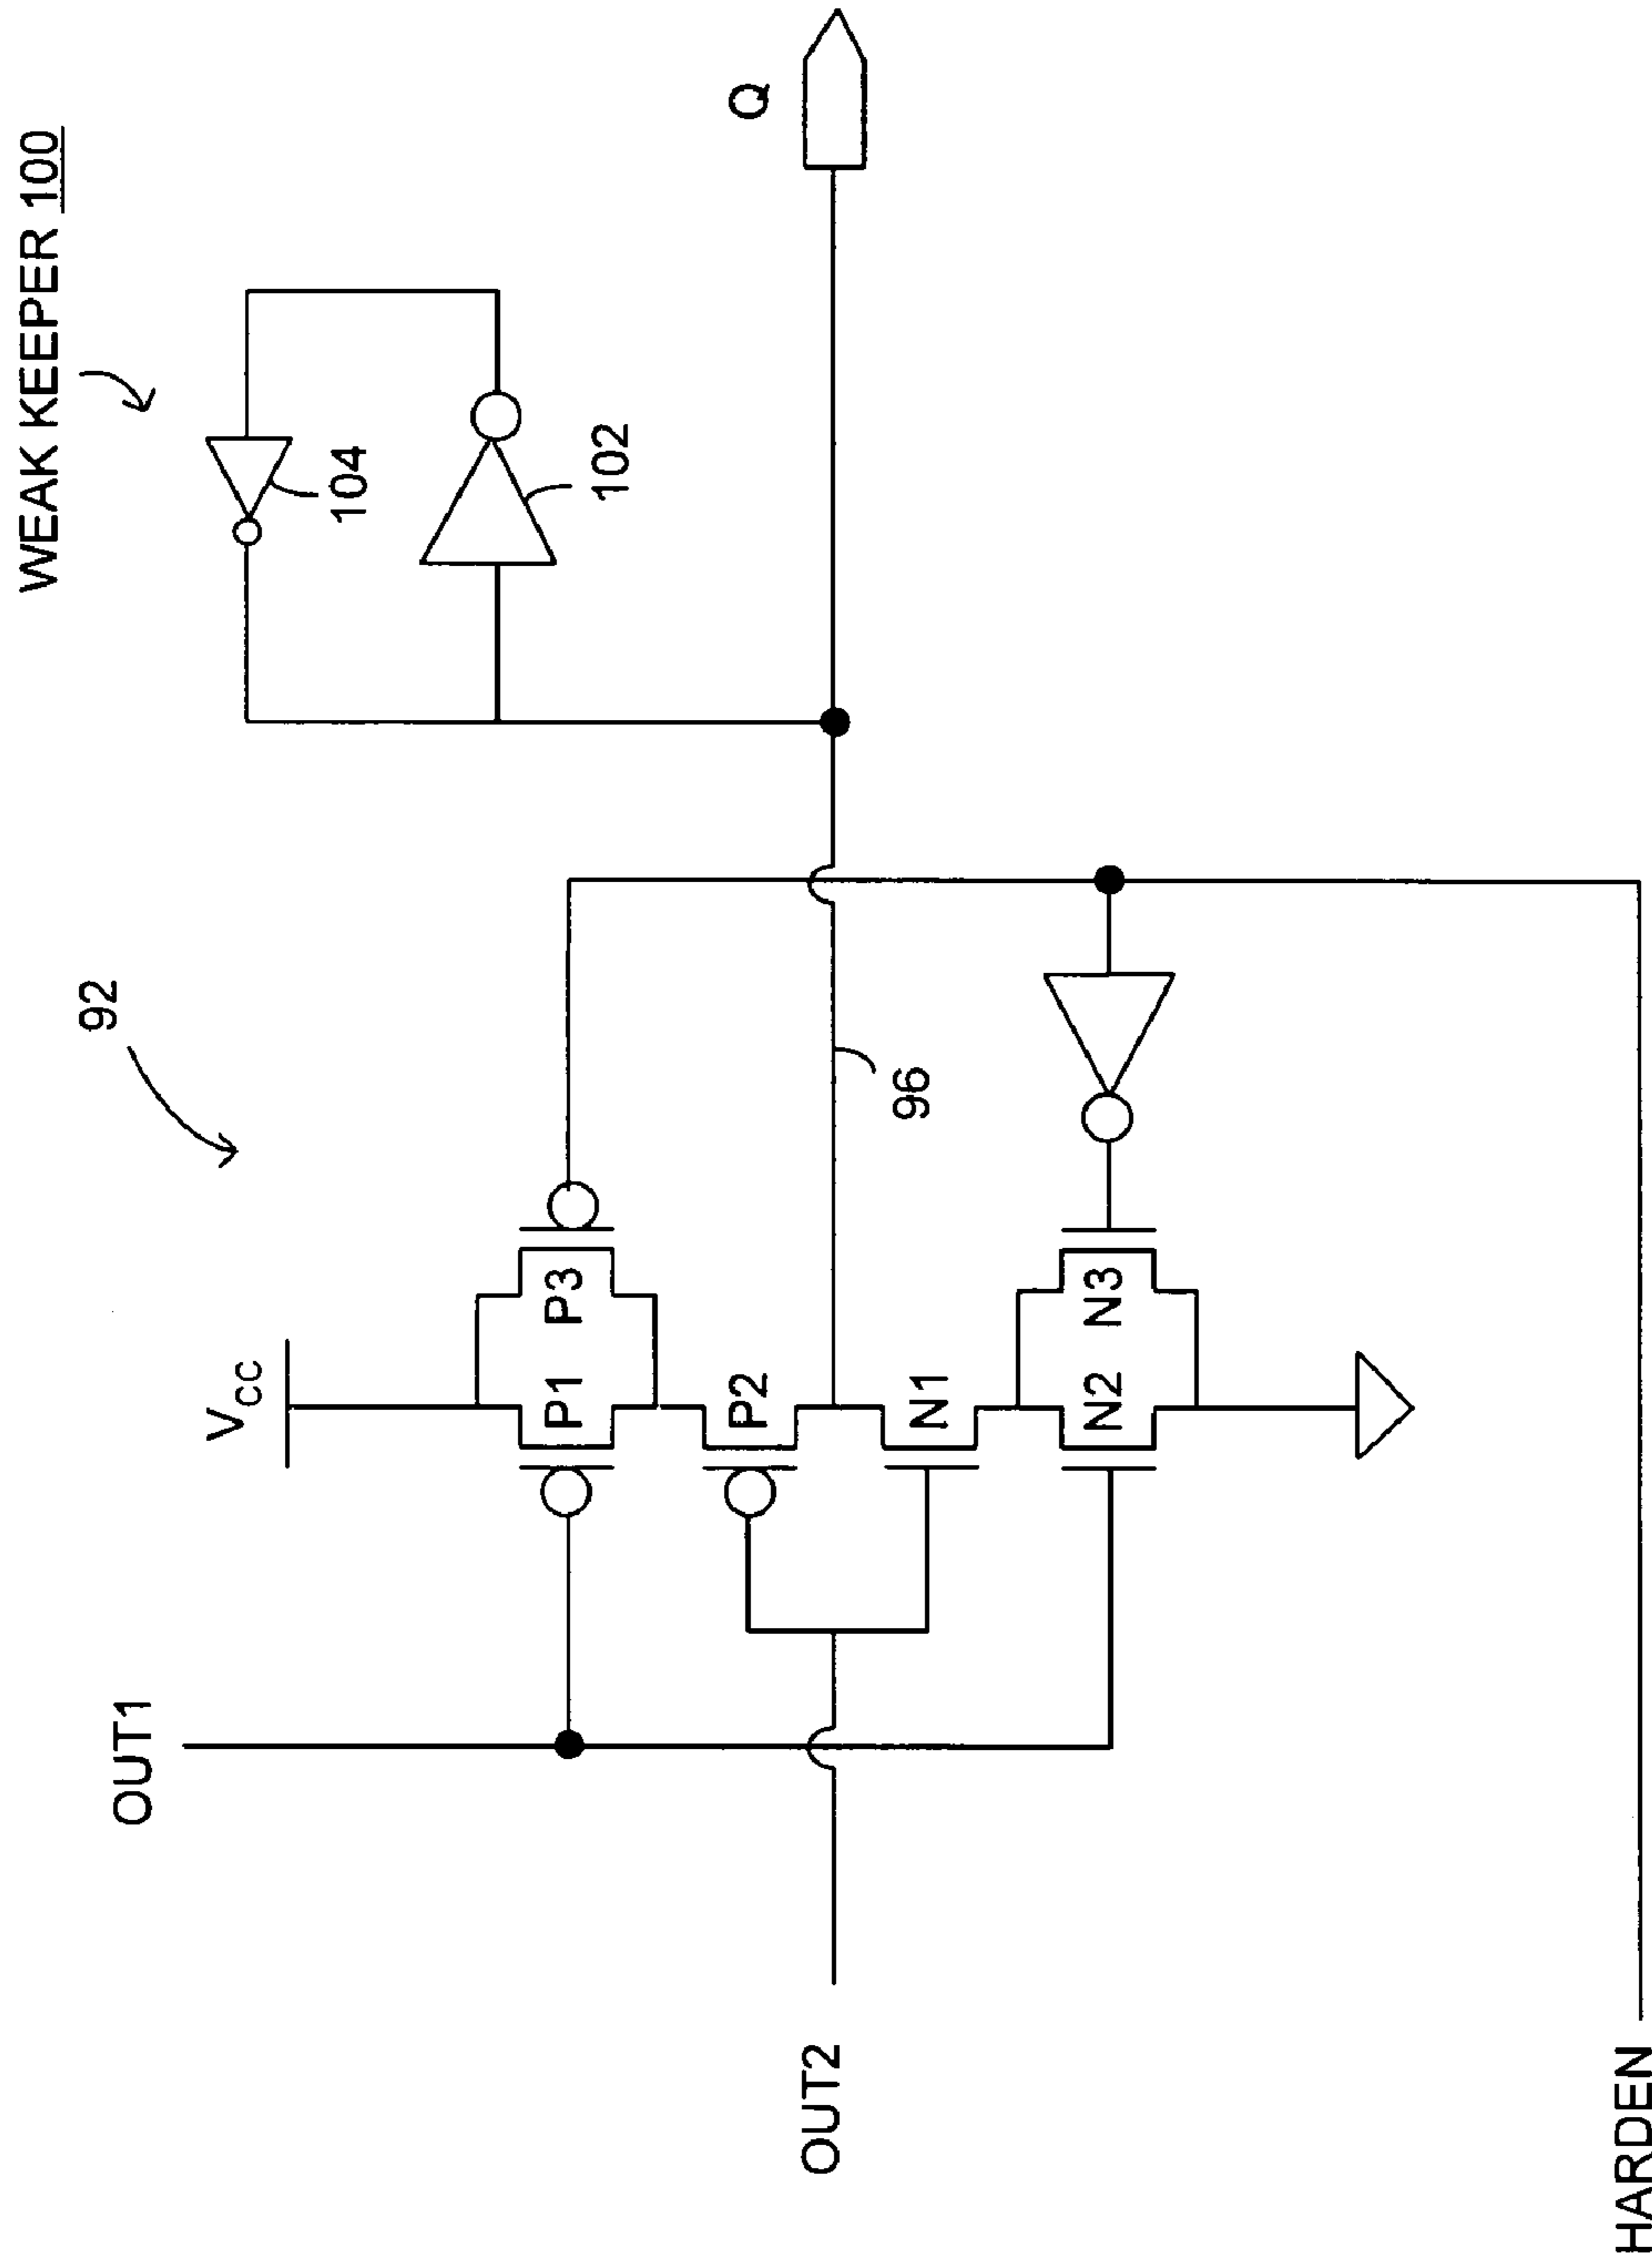 WEAK KEEPER 100
92
OUT1
VCC
104
102
Q
P1 P3
P2
OUT2
96
N1
N2 N3
HARDEN